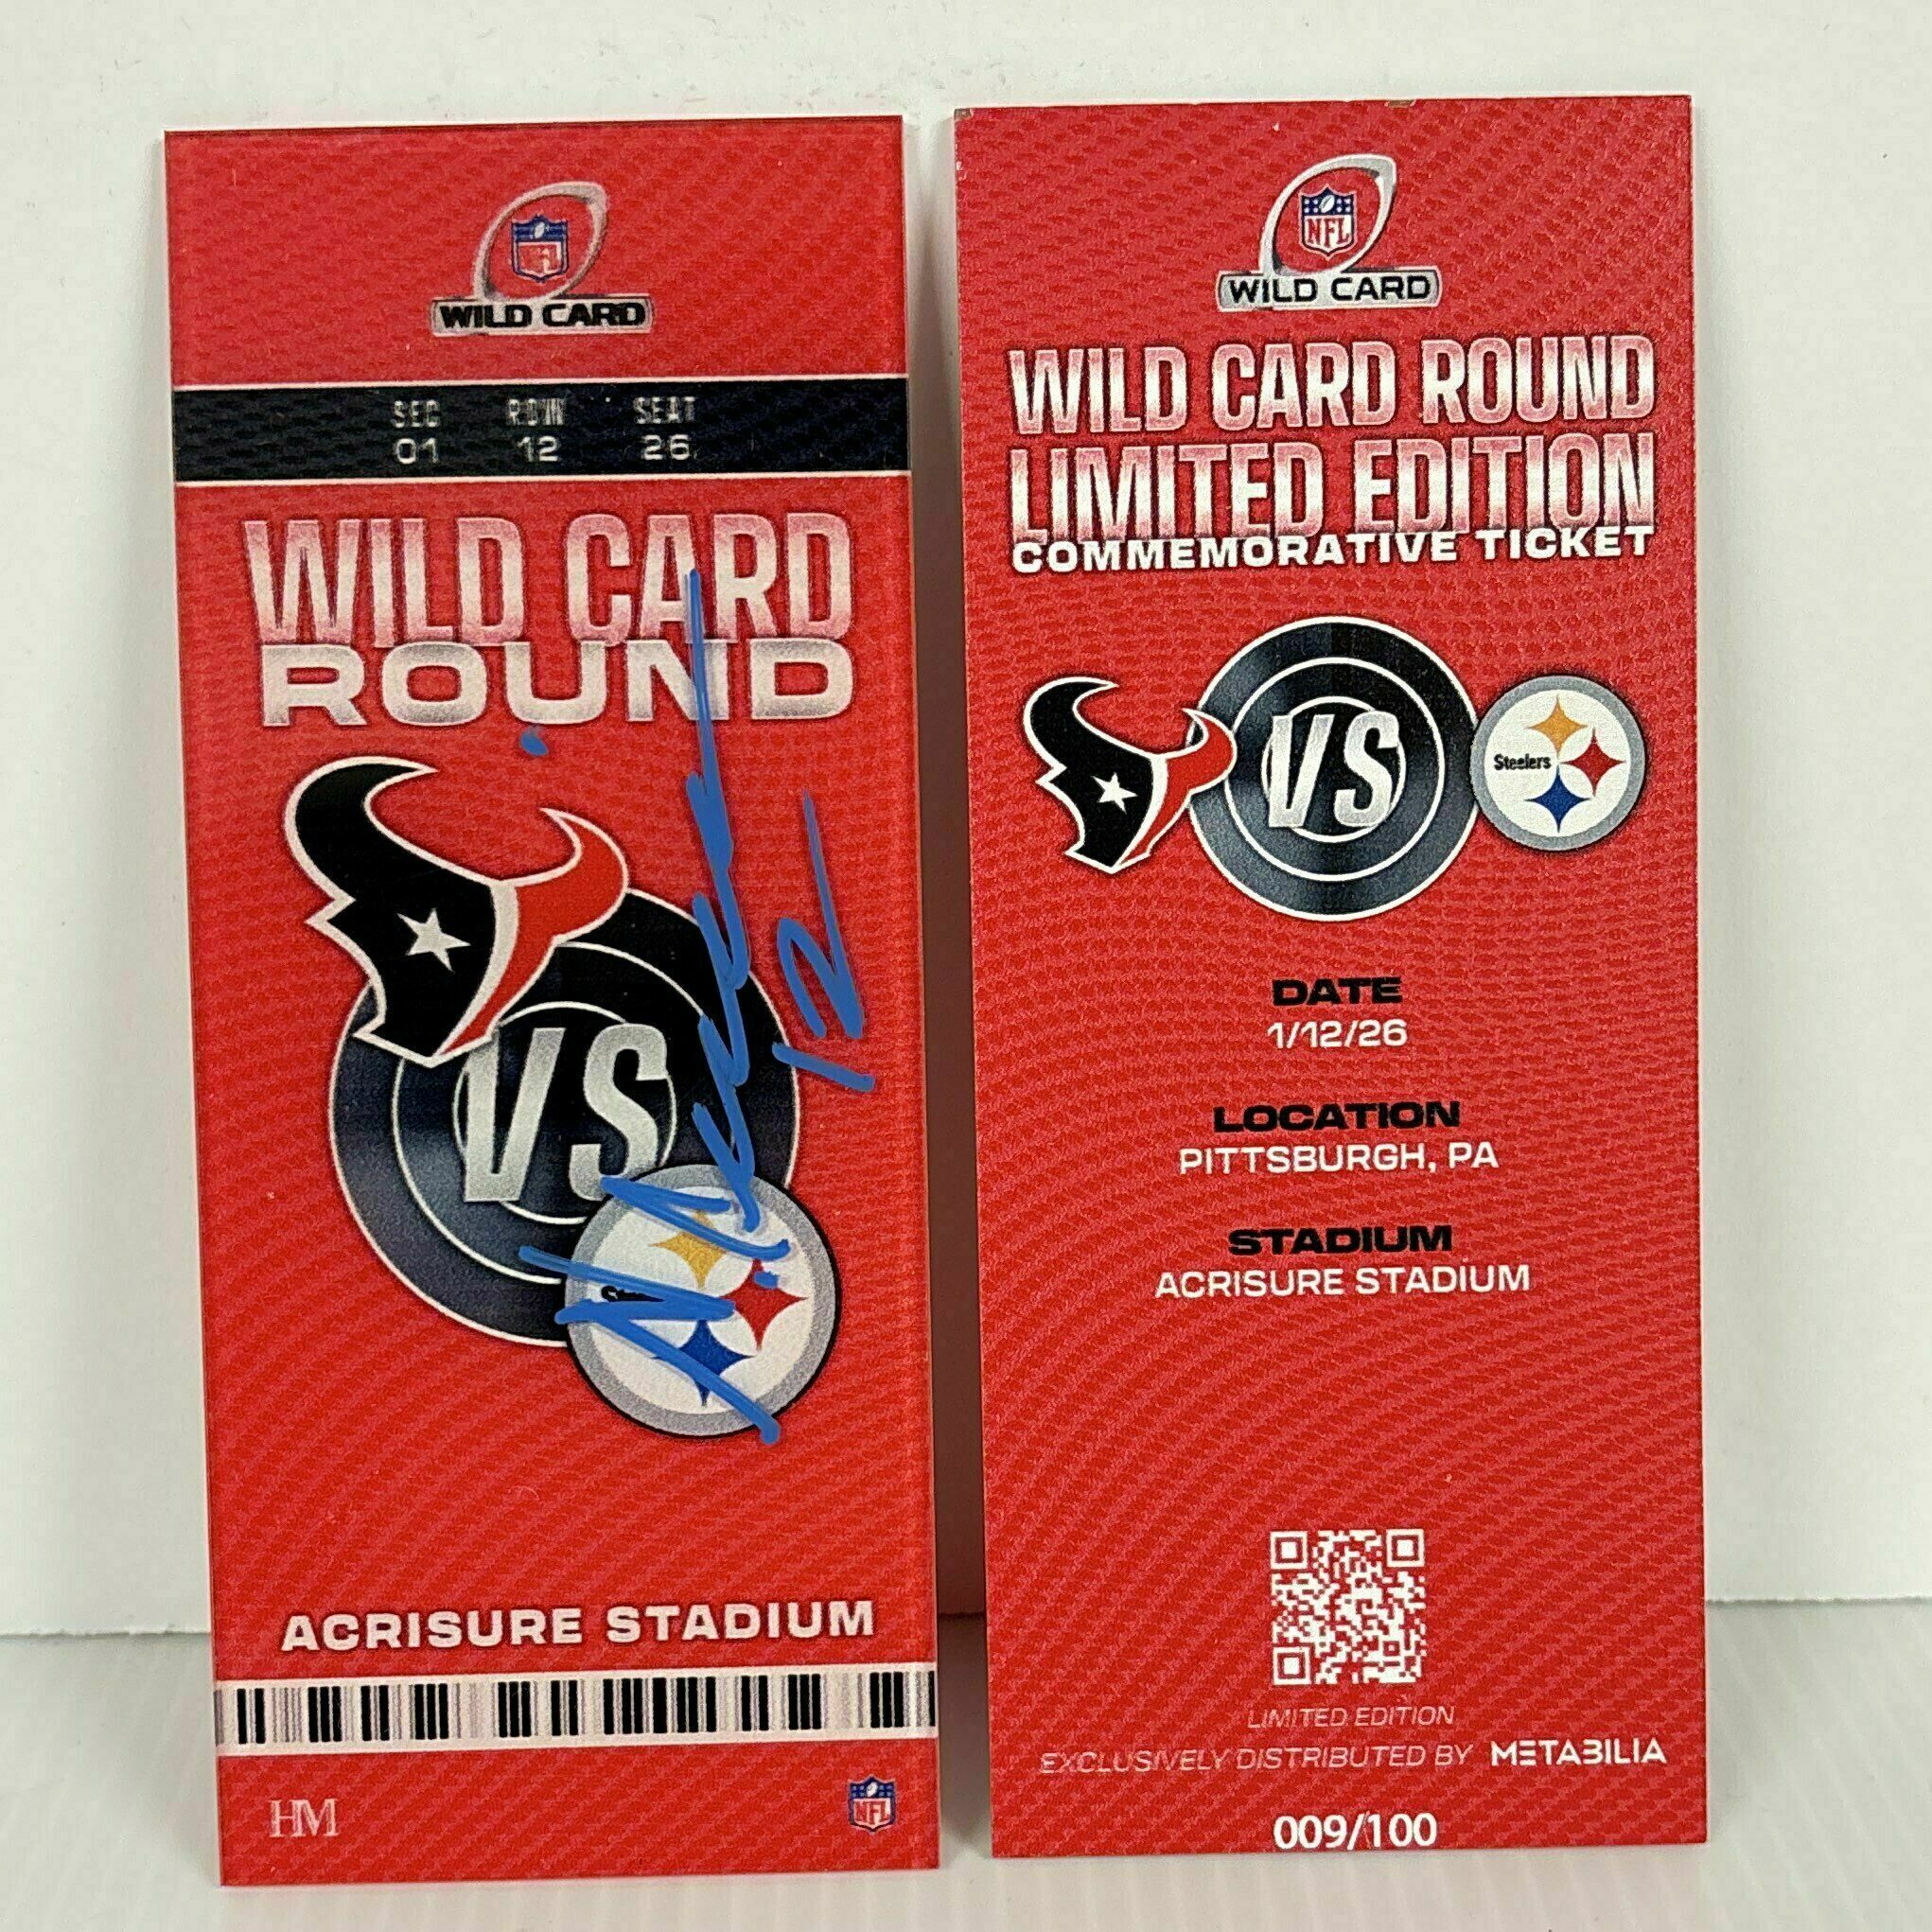 NFL
WILD CARD
SEC ROW SEAT
01 12 26
WILD CARD
ROUND
VS
ACRISURE STADIUM
HM
NFL
12
NFL
WILD CARD
WILD CARD ROUND
LIMITED EDITION
COMMEMORATIVE TICKET
VS
Steelers
DATE
1/12/26
LOCATION
PITTSBURGH, PA
STADIUM
ACRISURE STADIUM
LIMITED EDITION
EXCLUSIVELY DISTRIBUTED BY METABILIA
009/100